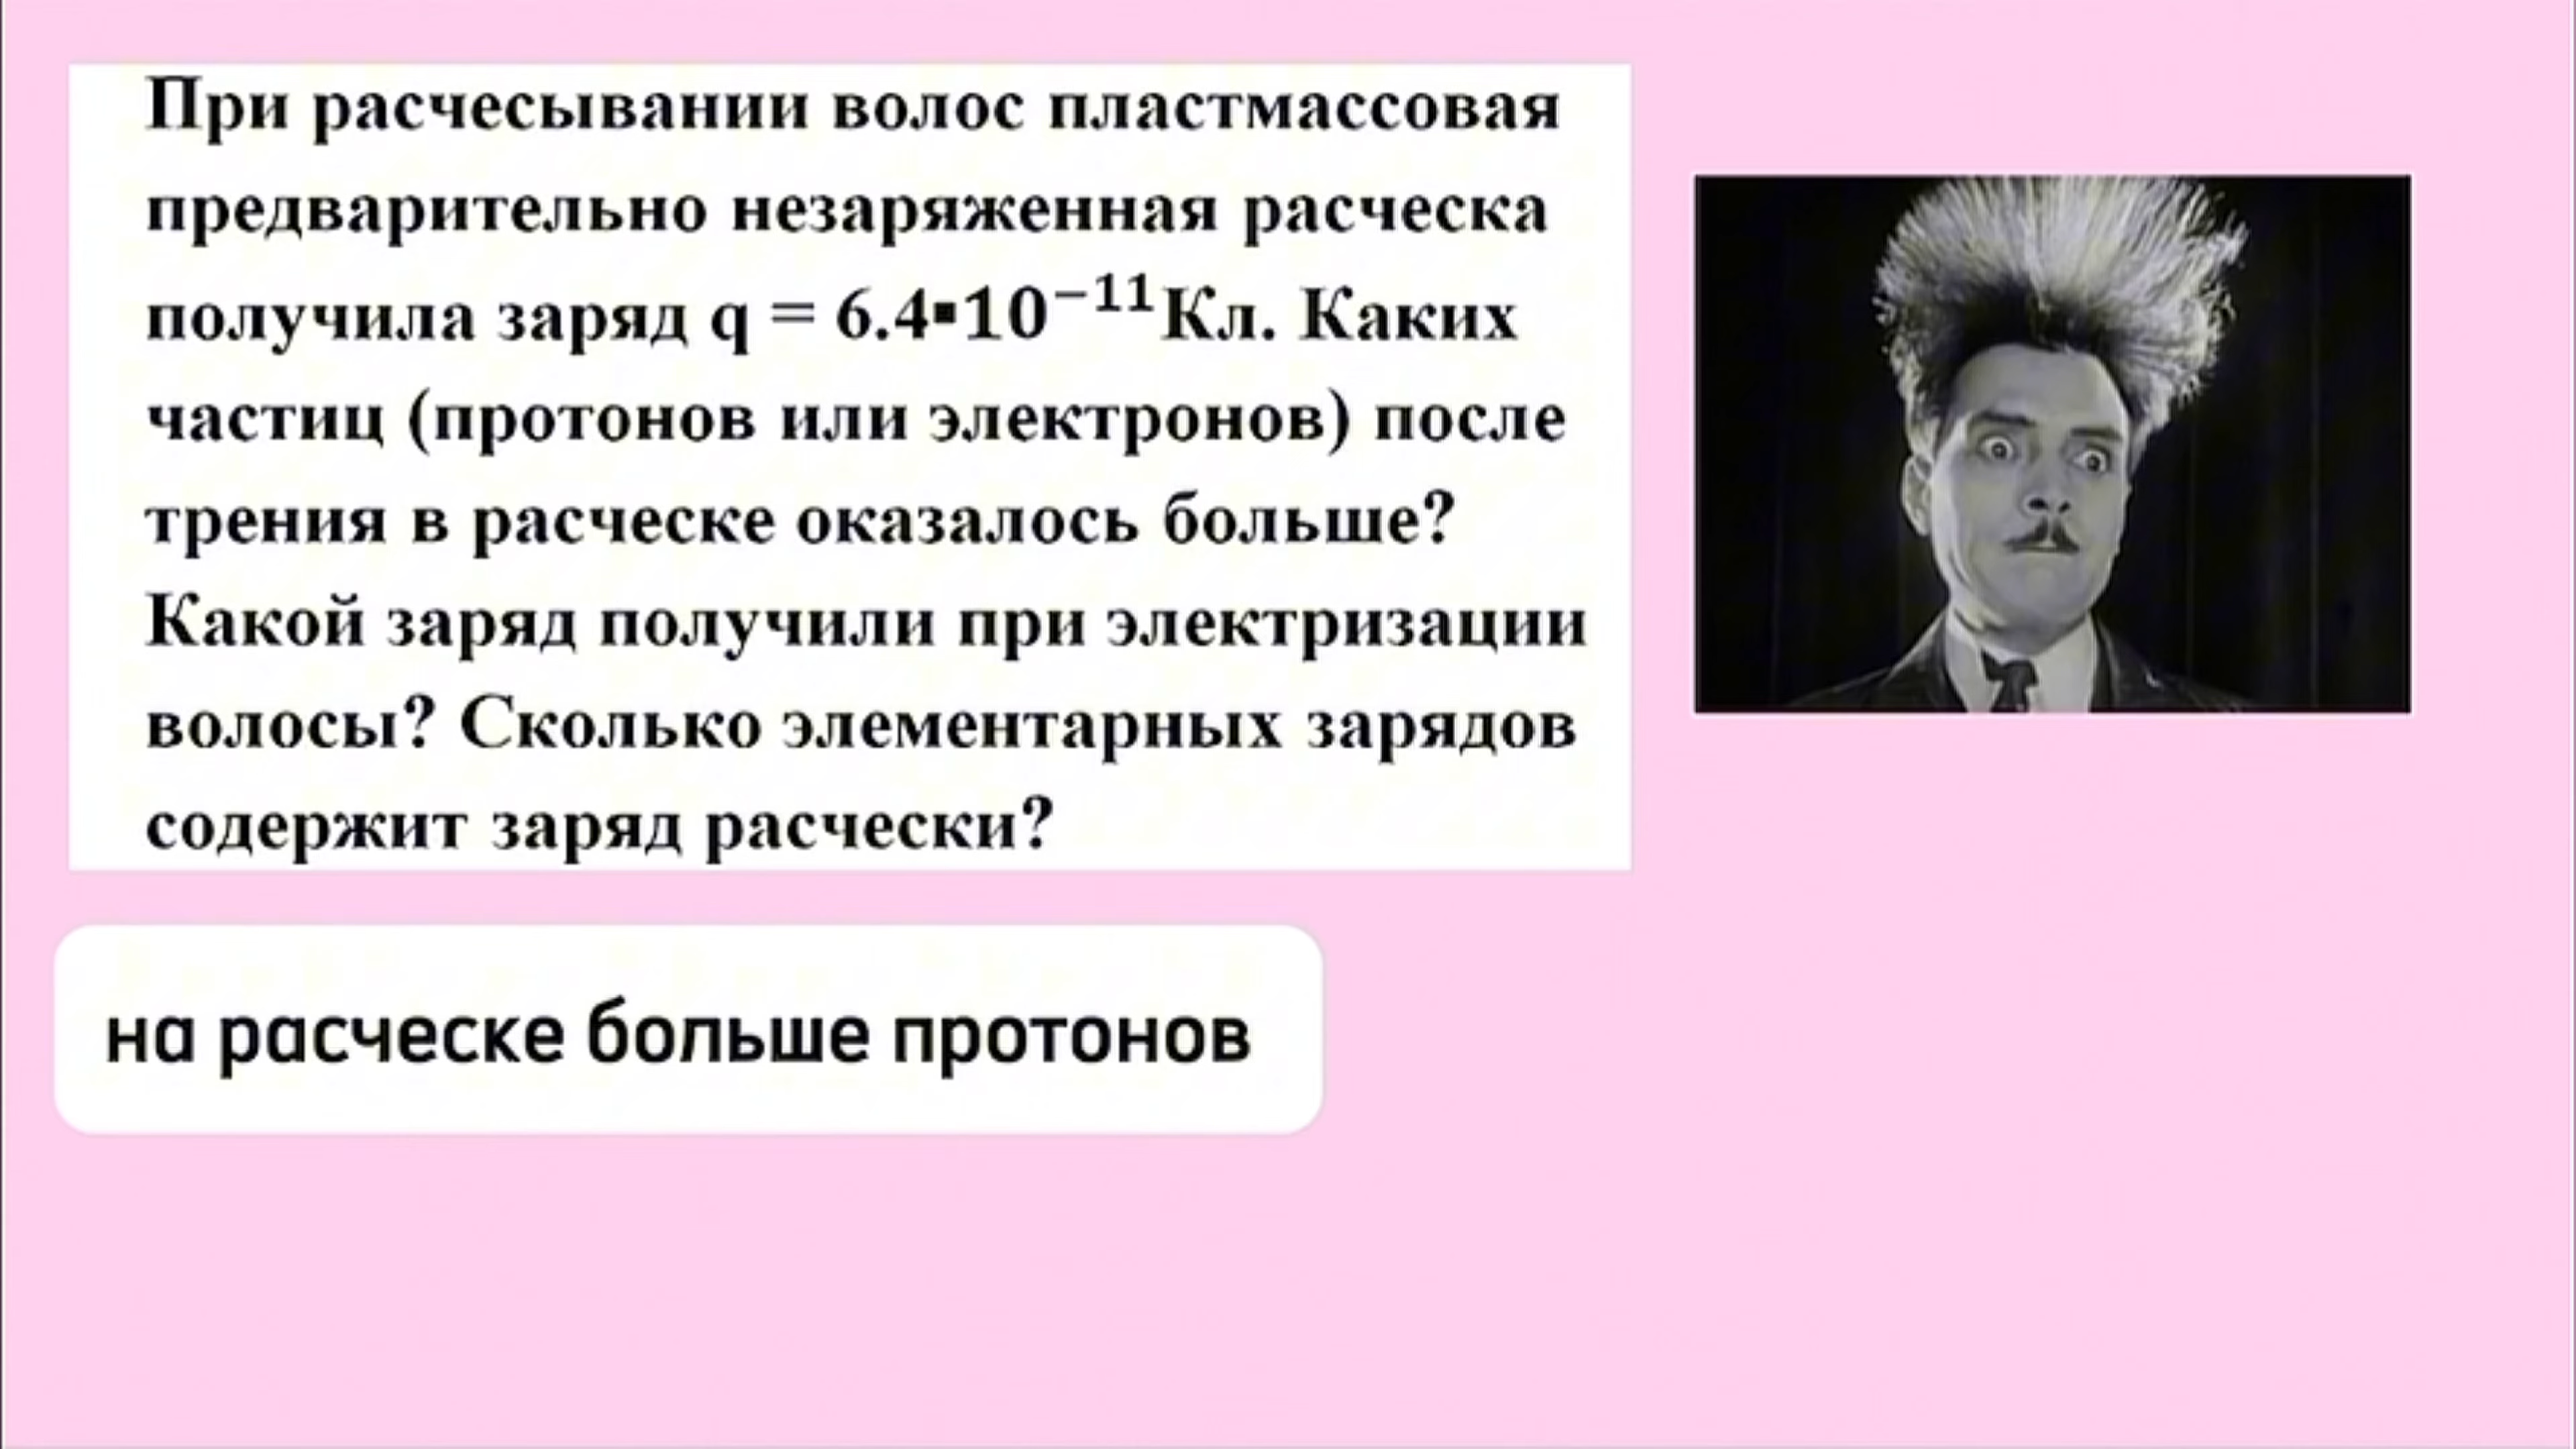 При расчесывании волос пластмассовая
предварительно незаряженная расческа
получила заряд q = 6.4▪10⁻¹¹Кл. Каких
частиц (протонов или электронов) после
трения в расческе оказалось больше?
Какой заряд получили при электризации
волосы? Сколько элементарных зарядов
содержит заряд расчески?
на расческе больше протонов